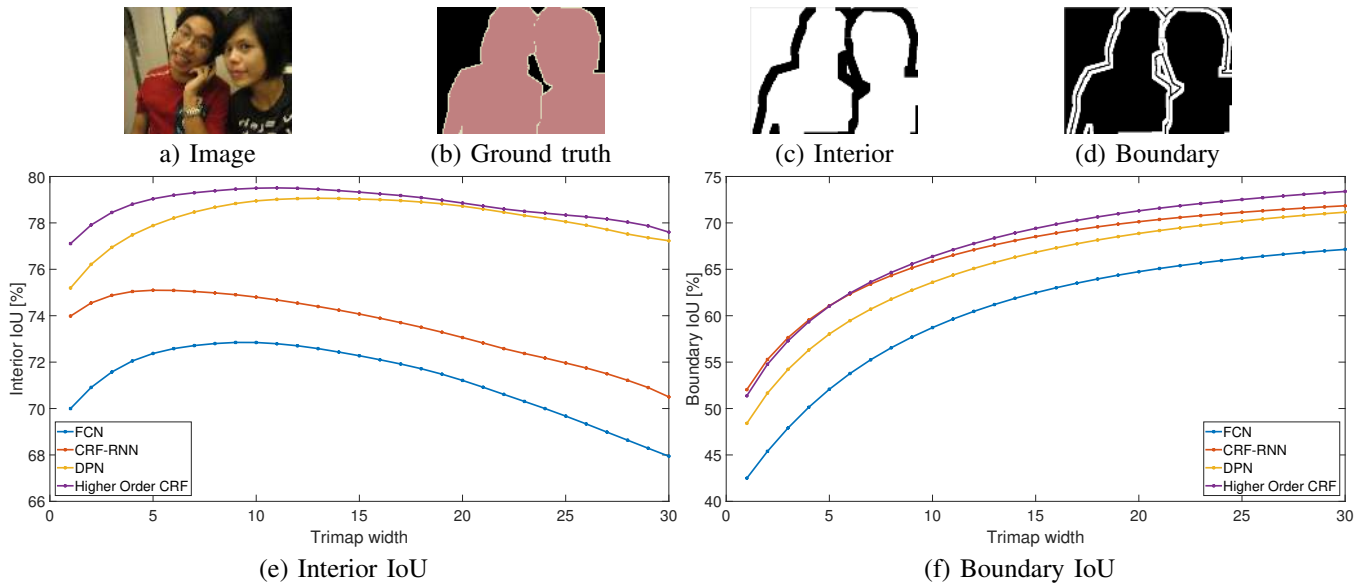 a) Image
(b) Ground truth
(c) Interior
(d) Boundary
80
78
76
74
72
70
68
66
Interior IoU [%]
FCN
CRF-RNN
DPN
Higher Order CRF
0 5 10 15 20 25 30
Trimap width
(e) Interior IoU
75
70
65
60
55
50
45
40
Boundary IoU [%]
FCN
CRF-RNN
DPN
Higher Order CRF
0 5 10 15 20 25 30
Trimap width
(f) Boundary IoU